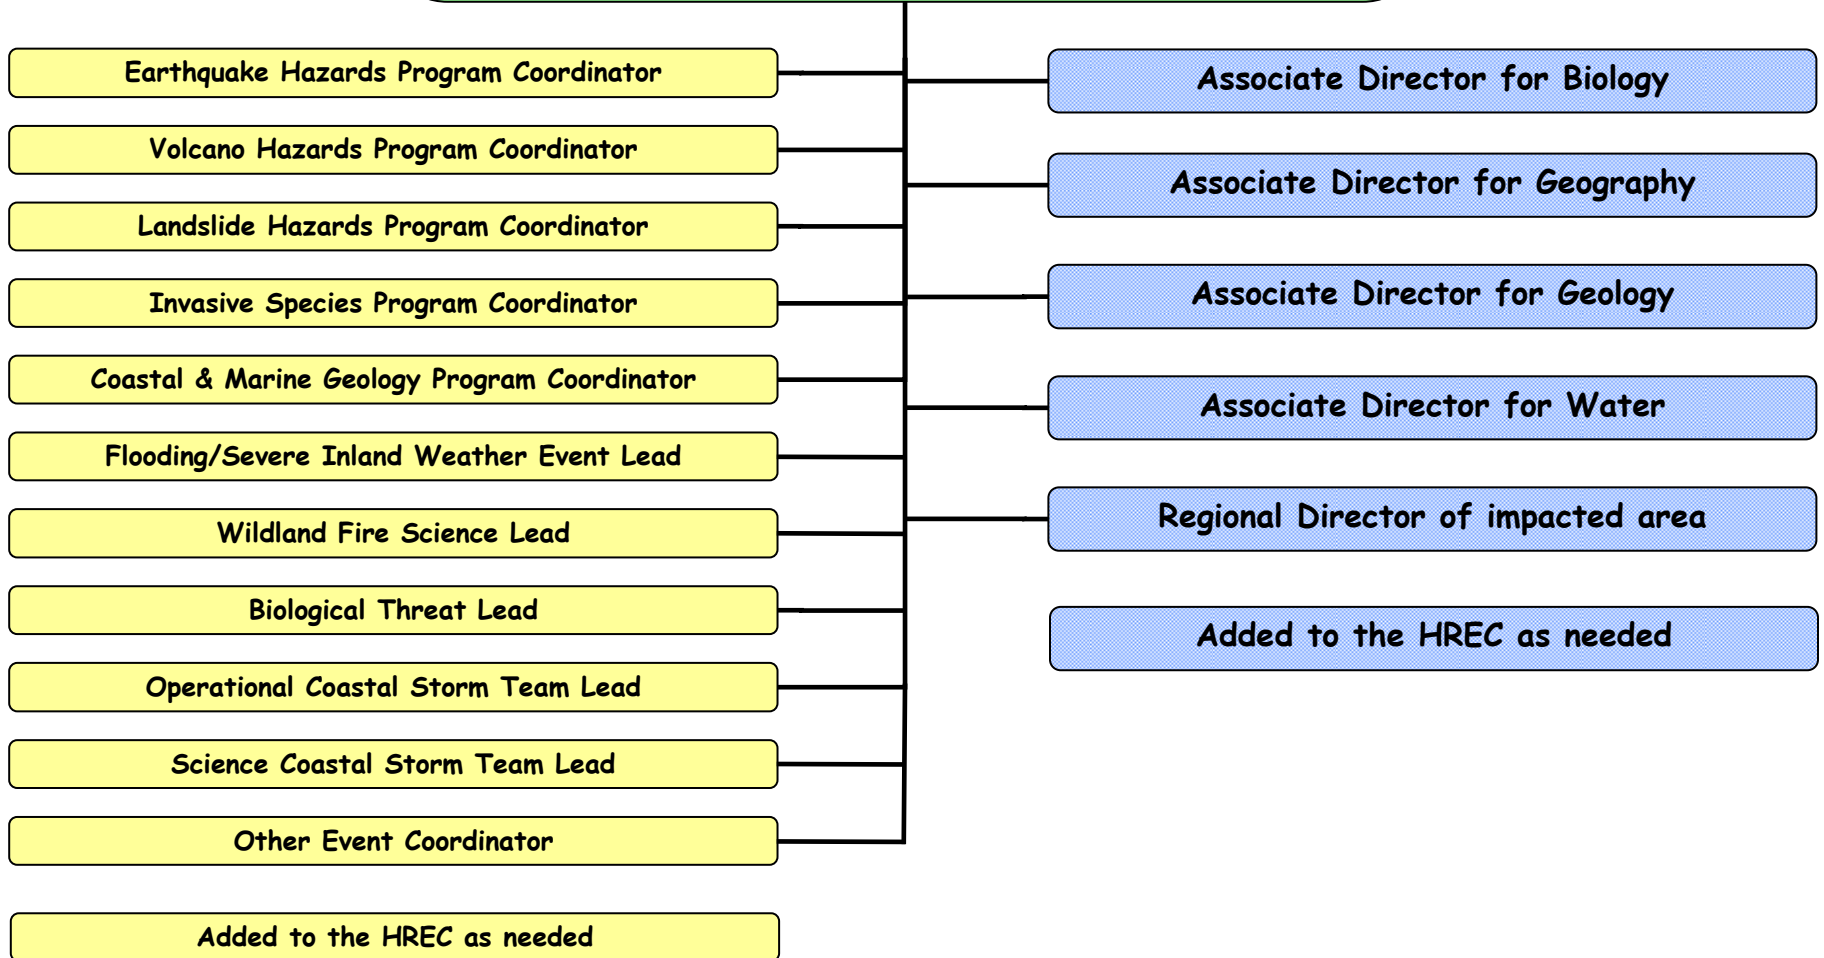 Earthquake Hazards Program Coordinator
Volcano Hazards Program Coordinator
Landslide Hazards Program Coordinator
Invasive Species Program Coordinator
Coastal & Marine Geology Program Coordinator
Flooding/Severe Inland Weather Event Lead
Wildland Fire Science Lead
Biological Threat Lead
Operational Coastal Storm Team Lead
Science Coastal Storm Team Lead
Other Event Coordinator
Added to the HREC as needed
Associate Director for Biology
Associate Director for Geography
Associate Director for Geology
Associate Director for Water
Regional Director of impacted area
Added to the HREC as needed